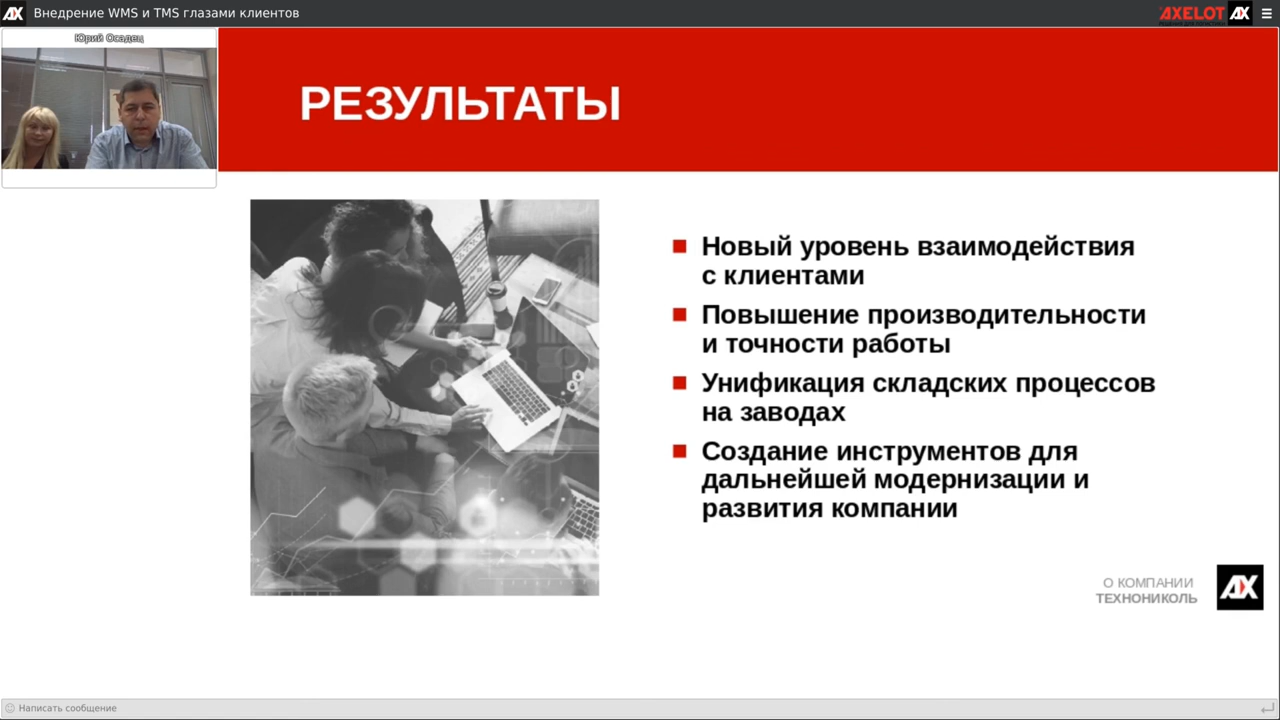 Внедрение WMS и TMS глазами клиентов
AXELOT
Юрий Осадец
РЕЗУЛЬТАТЫ
Новый уровень взаимодействия
с клиентами
Повышение производительности
и точности работы
Унификация складских процессов
на заводах
Создание инструментов для
дальнейшей модернизации и
развития компании
О КОМПАНИИ
ТЕХНОНИКОЛЬ
Написать сообщение